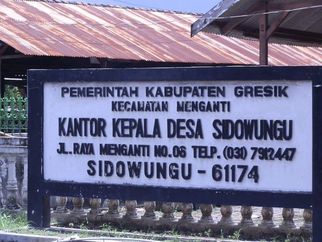 PEMERINTAH KABUPATEN GRESIK
KECAMATAN MENGANTI
KANTOR KEPALA DESA SIDOWUNGU
JL. RAYA MENGANTI NO. 06 TELP. (031) 7912447
SIDOWUNGU - 61174